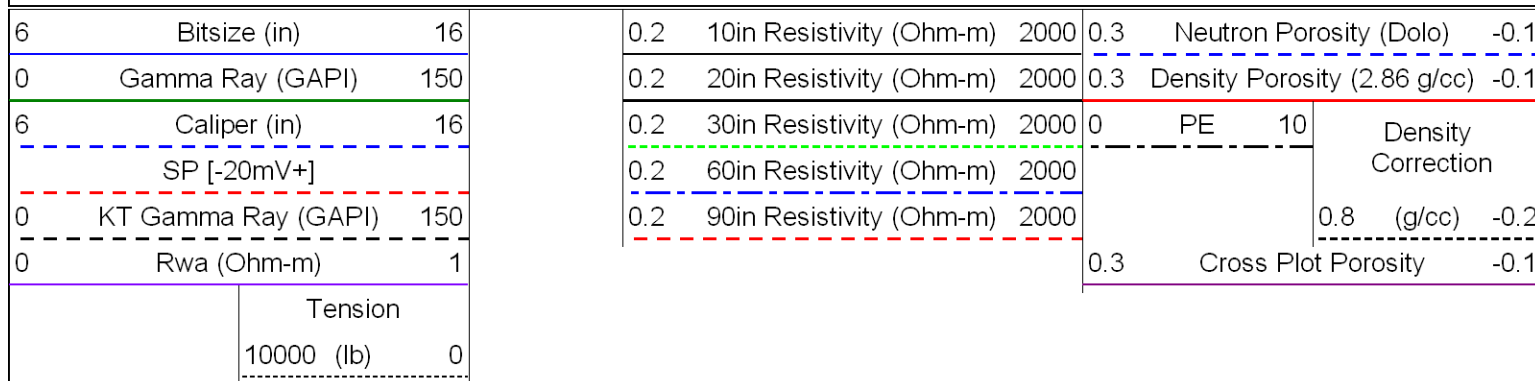 6 Bitsize (in) 16
0 Gamma Ray (GAPI) 150
6 Caliper (in) 16
SP [-20mV+]
0 KT Gamma Ray (GAPI) 150
0 Rwa (Ohm-m) 1
Tension
10000 (lb) 0
0.2 10in Resistivity (Ohm-m) 2000
0.2 20in Resistivity (Ohm-m) 2000
0.2 30in Resistivity (Ohm-m) 2000
0.2 60in Resistivity (Ohm-m) 2000
0.2 90in Resistivity (Ohm-m) 2000
0.3 Neutron Porosity (Dolo) -0.1
0.3 Density Porosity (2.86 g/cc) -0.1
0 PE 10
Density
Correction
0.8 (g/cc) -0.2
0.3 Cross Plot Porosity -0.1